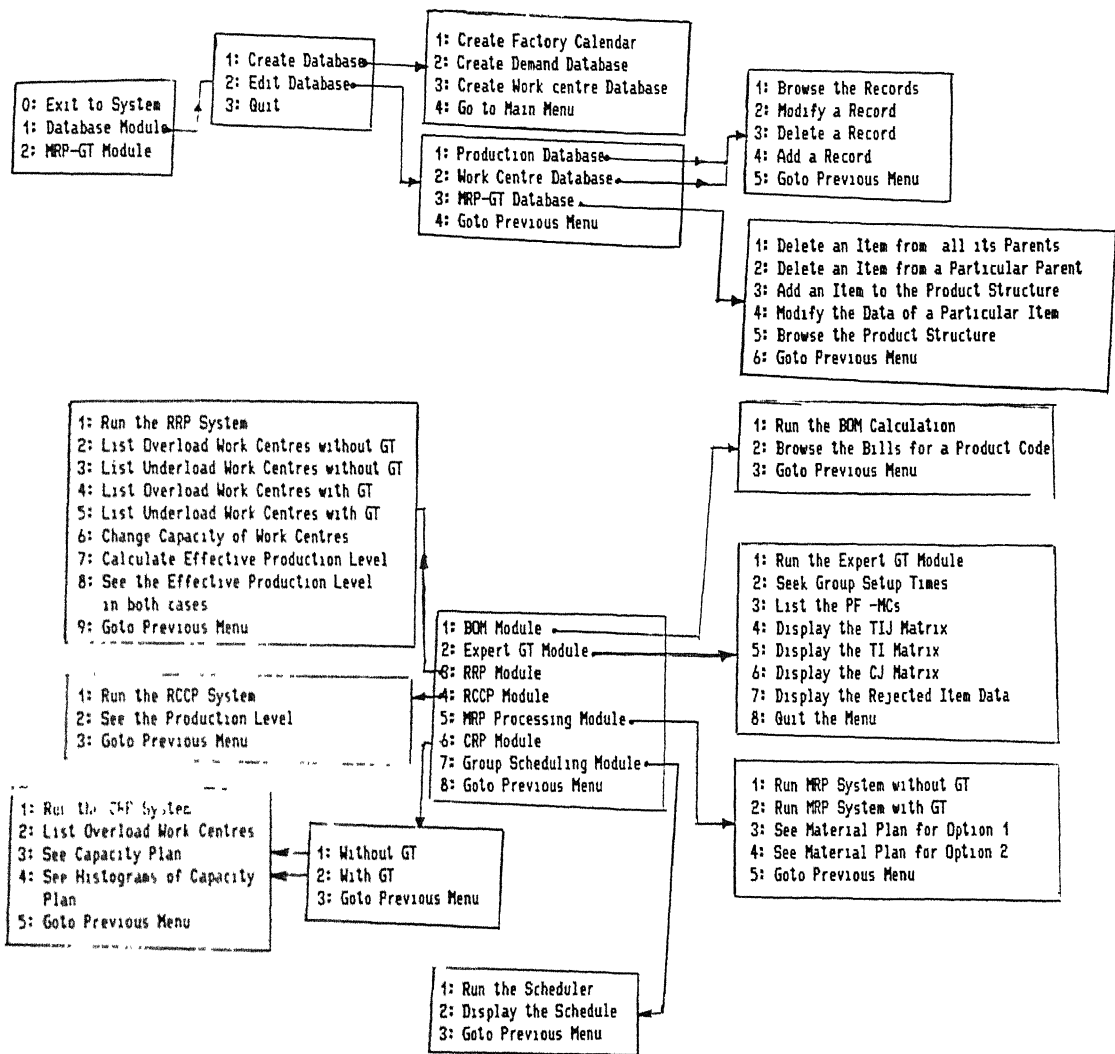 0: Exit to System
1: Database Module
2: MRP-GT Module
1: Create Database
2: Edit Database
3: Quit
1: Create Factory Calendar
2: Create Demand Database
3: Create Work centre Database
4: Go to Main Menu
1: Production Database
2: Work Centre Database
3: MRP-GT Database
4: Goto Previous Menu
1: Browse the Records
2: Modify a Record
3: Delete a Record
4: Add a Record
5: Goto Previous Menu
1: Delete an Item from all its Parents
2: Delete an Item from a Particular Parent
3: Add an Item to the Product Structure
4: Modify the Data of a Particular Item
5: Browse the Product Structure
6: Goto Previous Menu
1: Run the RRP System
2: List Overload Work Centres without GT
3: List Underload Work Centres without GT
4: List Overload Work Centres with GT
5: List Underload Work Centres with GT
6: Change Capacity of Work Centres
7: Calculate Effective Production Level
8: See the Effective Production Level
in both cases
9: Goto Previous Menu
1: Run the BOM Calculation
2: Browse the Bills for a Product Code
3: Goto Previous Menu
1: BOM Module
2: Expert GT Module
3: RRP Module
4: RCCP Module
5: MRP Processing Module
6: CRP Module
7: Group Scheduling Module
8: Goto Previous Menu
1: Run the Expert GT Module
2: Seek Group Setup Times
3: List the PF -MCs
4: Display the TIJ Matrix
5: Display the TI Matrix
6: Display the CJ Matrix
7: Display the Rejected Item Data
8: Quit the Menu
1: Run the RCCP System
2: See the Production Level
3: Goto Previous Menu
1: Run the CRP System
2: List Overload Work Centres
3: See Capacity Plan
4: See Histograms of Capacity
Plan
5: Goto Previous Menu
1: Without GT
2: With GT
3: Goto Previous Menu
1: Run MRP System without GT
2: Run MRP System with GT
3: See Material Plan for Option 1
4: See Material Plan for Option 2
5: Goto Previous Menu
1: Run the Scheduler
2: Display the Schedule
3: Goto Previous Menu